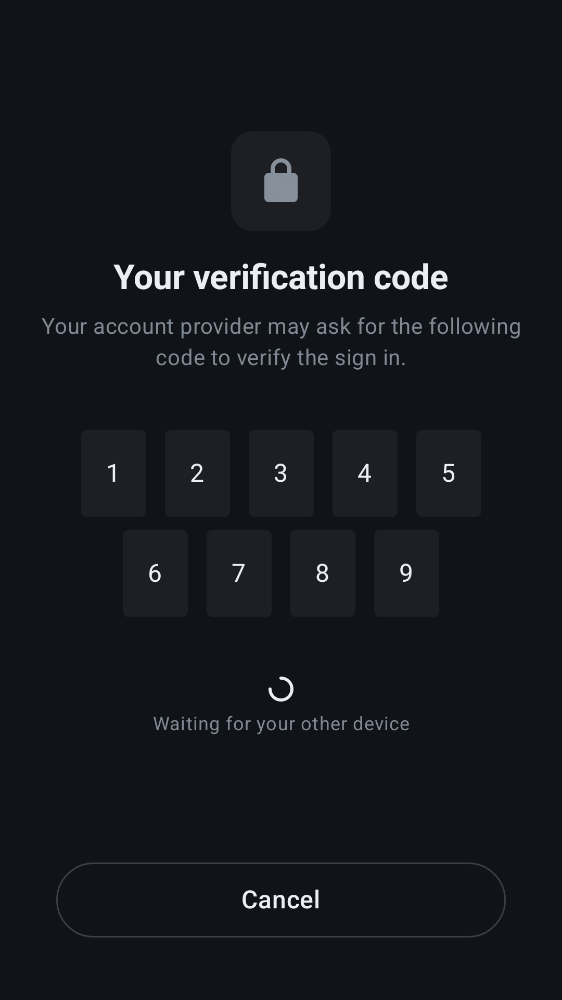 Your verification code
Your account provider may ask for the following
code to verify the sign in.
1 2 3 4 5
6 7 8 9
Waiting for your other device
Cancel